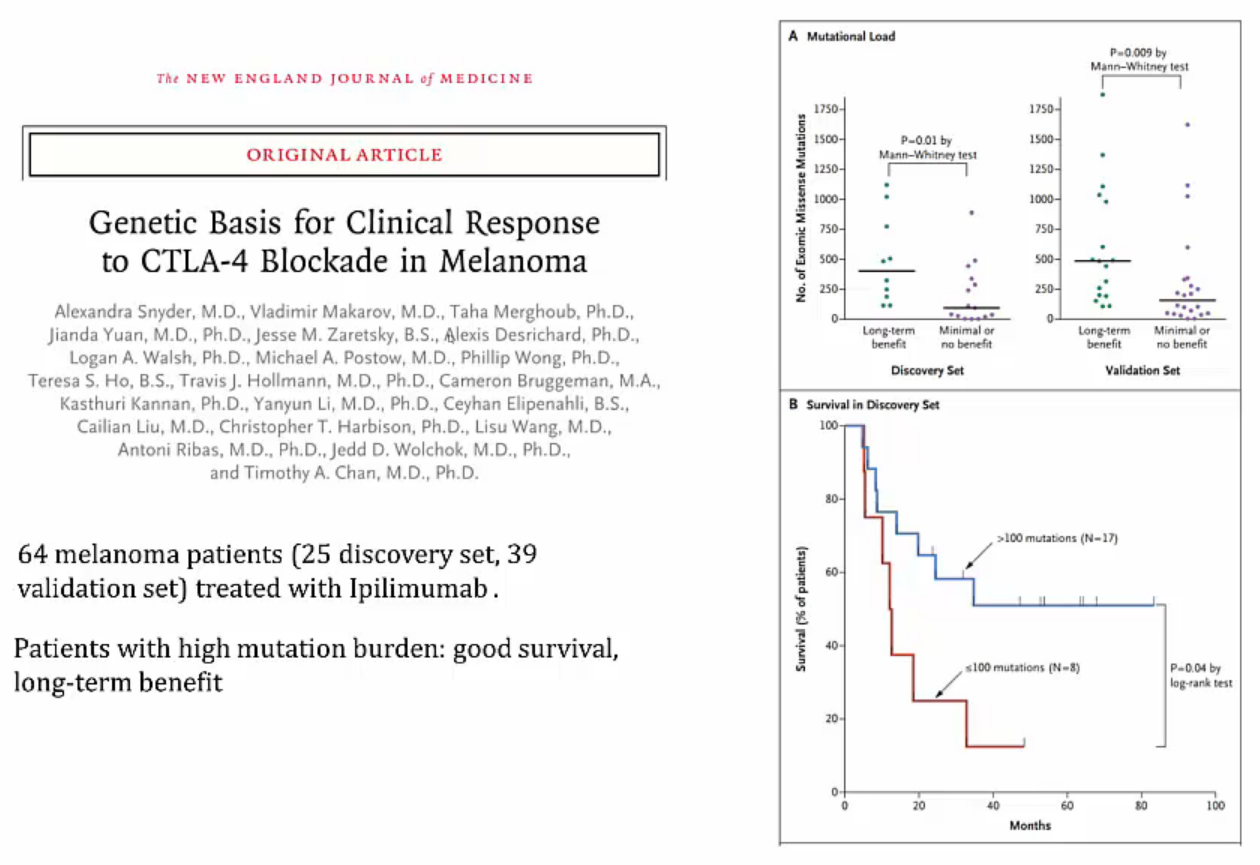 The NEW ENGLAND JOURNAL of MEDICINE
ORIGINAL ARTICLE
Genetic Basis for Clinical Response
to CTLA-4 Blockade in Melanoma
Alexandra Snyder, M.D., Vladimir Makarov, M.D., Taha Merghoub, Ph.D.,
Jianda Yuan, M.D., Ph.D., Jesse M. Zaretsky, B.S., Alexis Desrichard, Ph.D.,
Logan A. Walsh, Ph.D., Michael A. Postow, M.D., Phillip Wong, Ph.D.,
Teresa S. Ho, B.S., Travis J. Hollmann, M.D., Ph.D., Cameron Bruggeman, M.A.,
Kasthuri Kannan, Ph.D., Yanyun Li, M.D., Ph.D., Ceyhan Elipenahli, B.S.,
Cailian Liu, M.D., Christopher T. Harbison, Ph.D., Lisu Wang, M.D.,
Antoni Ribas, M.D., Ph.D., Jedd D. Wolchok, M.D., Ph.D.,
and Timothy A. Chan, M.D., Ph.D.
64 melanoma patients (25 discovery set, 39
validation set) treated with Ipilimumab .
Patients with high mutation burden: good survival,
long-term benefit
A Mutational Load
No. of Exomic Missense Mutations
1750
1500
1250
1000
750
500
250
0
P=0.01 by
Mann–Whitney test
Long-term
benefit
Minimal or
no benefit
Discovery Set
1750
1500
1250
1000
750
500
250
0
P=0.009 by
Mann–Whitney test
Long-term
benefit
Minimal or
no benefit
Validation Set
B Survival in Discovery Set
Survival (% of patients)
100
80
60
40
20
0
>100 mutations (N=17)
≤100 mutations (N=8)
P=0.04 by
log-rank test
0 20 40 60 80 100
Months